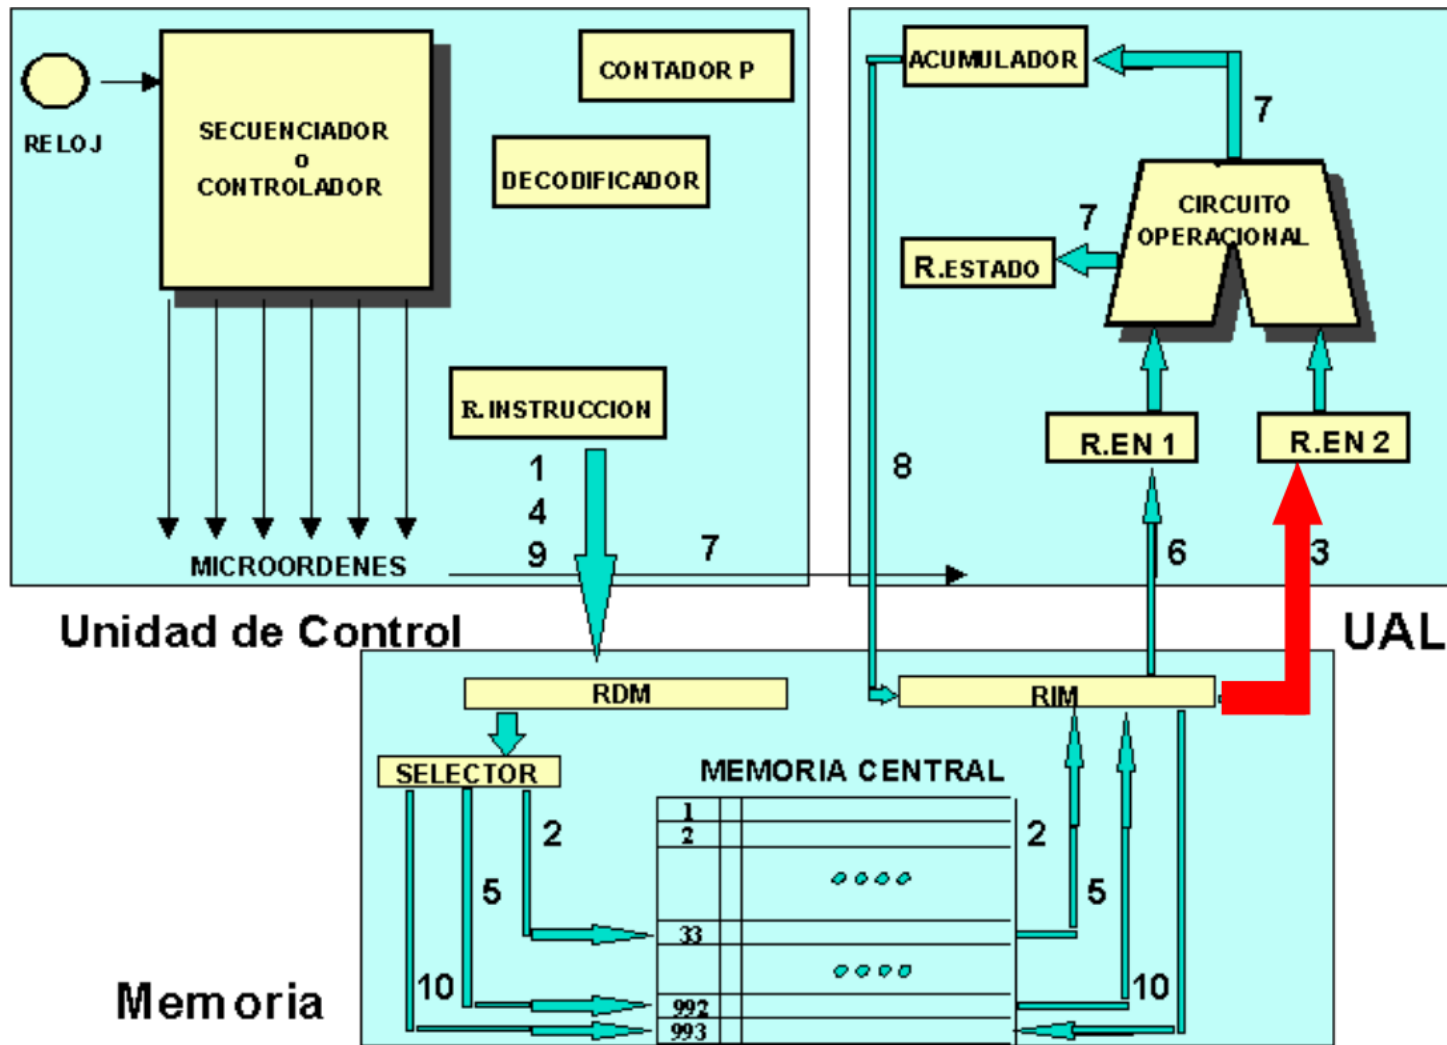 RELOJ
SECUENCIADOR
o
CONTROLADOR
CONTADOR P
DECODIFICADOR
R.INSTRUCCION
1
4
9
7
MICROORDENES
Unidad de Control
ACUMULADOR
7
CIRCUITO
OPERACIONAL
7
R.ESTADO
R.EN 1
R.EN 2
8
6
3
UAL
RDM
RIM
SELECTOR
MEMORIA CENTRAL
1
2
2
2
5
5
33
10
10
992
993
Memoria